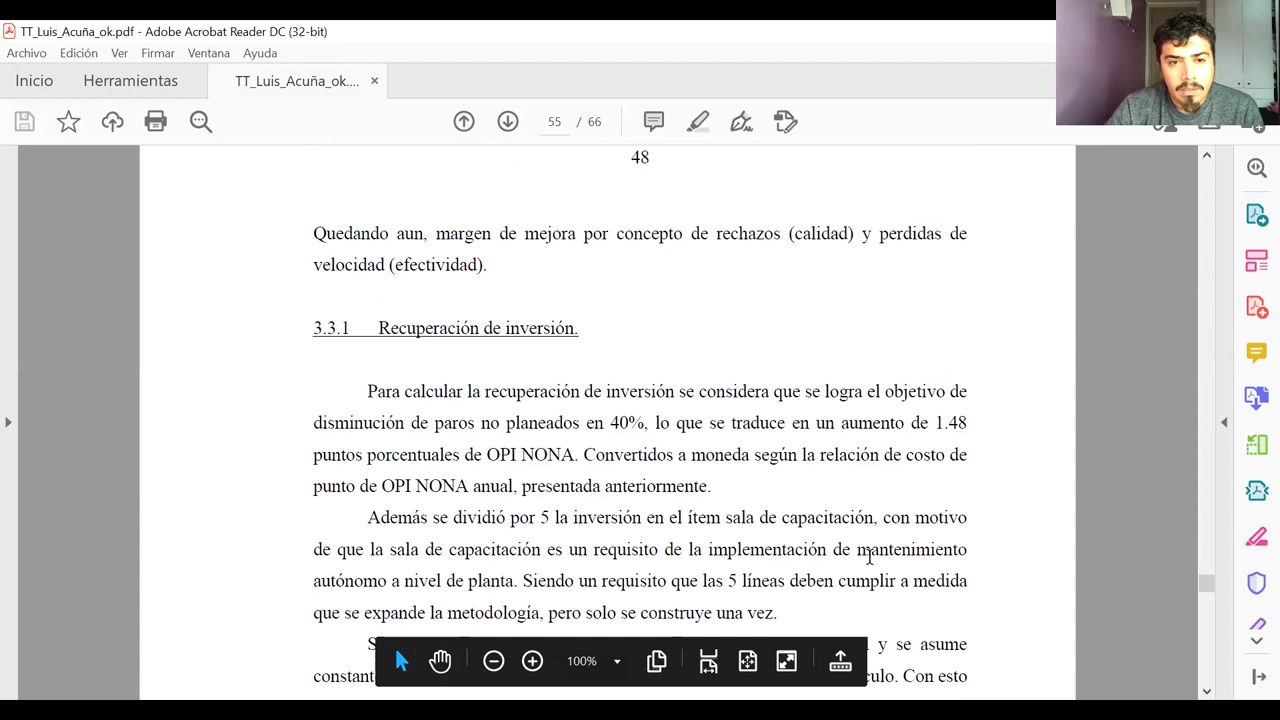 TT_Luis_Acuña_ok.pdf - Adobe Acrobat Reader DC (32-bit)
Archivo Edición Ver Firmar Ventana Ayuda
Inicio Herramientas TT_Luis_Acuña_ok.... ×
55 / 66
48
Quedando aun, margen de mejora por concepto de rechazos (calidad) y perdidas de
velocidad (efectividad).
3.3.1 Recuperación de inversión.
Para calcular la recuperación de inversión se considera que se logra el objetivo de
disminución de paros no planeados en 40%, lo que se traduce en un aumento de 1.48
puntos porcentuales de OPI NONA. Convertidos a moneda según la relación de costo de
punto de OPI NONA anual, presentada anteriormente.
Además se dividió por 5 la inversión en el ítem sala de capacitación, con motivo
de que la sala de capacitación es un requisito de la implementación de mantenimiento
autónomo a nivel de planta. Siendo un requisito que las 5 líneas deben cumplir a medida
que se expande la metodología, pero solo se construye una vez.
y se asume
Con esto
100%